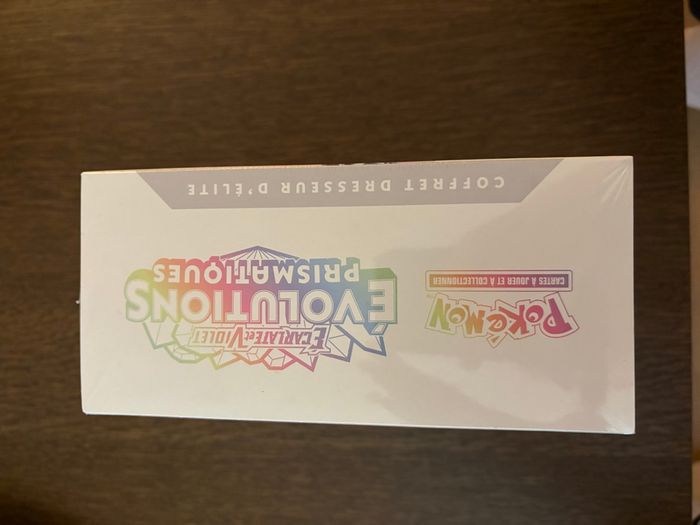 Pokémon
CARTES À JOUER ET À COLLECTIONNER
ÉCARLATE et VIOLET
ÉVOLUTIONS
PRISMATIQUES
COFFRET DRESSEUR D'ÉLITE